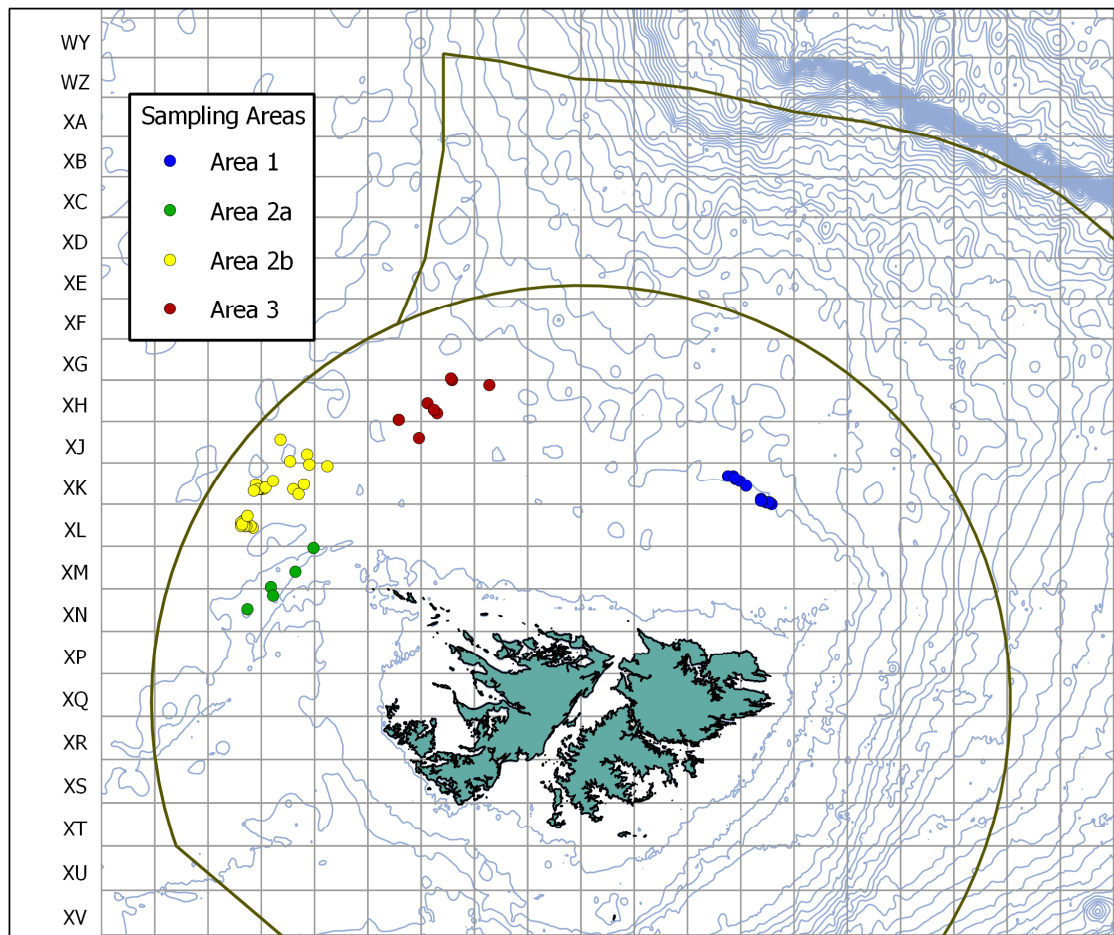 WY
WZ
Sampling Areas
XA
Area 1
XB
XC
Area 2a
XD
Area 2b
XE
Area 3
XF
XG
XH
XJ
XK
XL
XM
XN
XP
XQ
XR
XS
XT
XU
XV